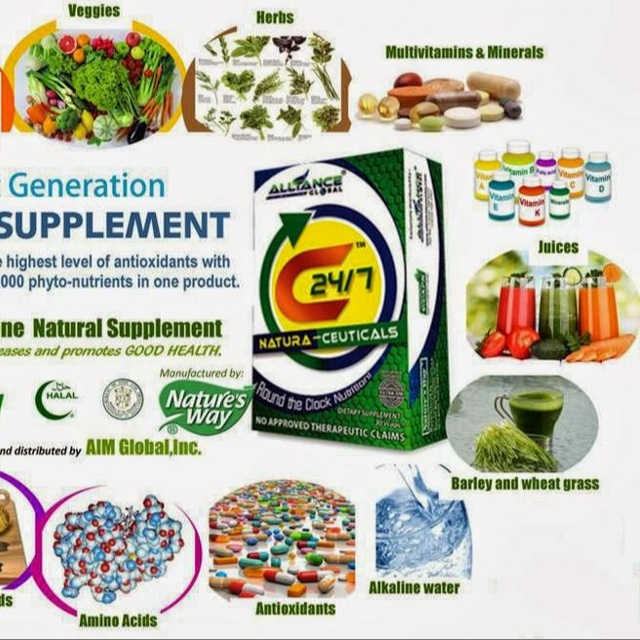 Veggies
Herbs
Multivitamins & Minerals
Generation
SUPPLEMENT
highest level of antioxidants with
000 phyto-nutrients in one product.
ne Natural Supplement
eases and promotes GOOD HEALTH.
Manufactured by:
HALAL
Nature's
Way
nd distributed by AIM Global,Inc.
ALLIANCE
GLOBAL
C 24/7
TM
NATURA-CEUTICALS
Round the Clock Nutrition
DIETARY SUPPLEMENT
NO APPROVED THERAPEUTIC CLAIMS
Vitamin B
Vitamin A
Vitamin C
Vitamin D
Vitamin E
Vitamin K
Minerals
Juices
Barley and wheat grass
ds
Amino Acids
Antioxidants
Alkaline water